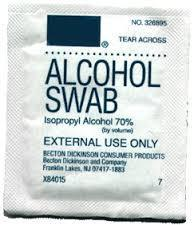 NO. 326895
TEAR ACROSS
ALCOHOL
SWAB
Isopropyl Alcohol 70%
(by volume)
EXTERNAL USE ONLY
BECTON DICKINSON CONSUMER PRODUCTS
Becton Dickinson and Company
Franklin Lakes, NJ 07417-1883
X84015
7